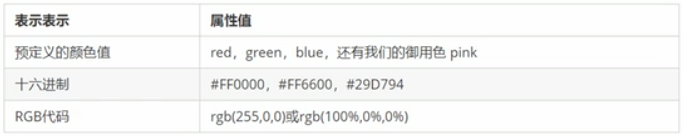 表示表示 属性值
预定义的颜色值 red，green，blue，还有我们的御用色 pink
十六进制 #FF0000，#FF6600，#29D794
RGB代码 rgb(255,0,0)或rgb(100%,0%,0%)